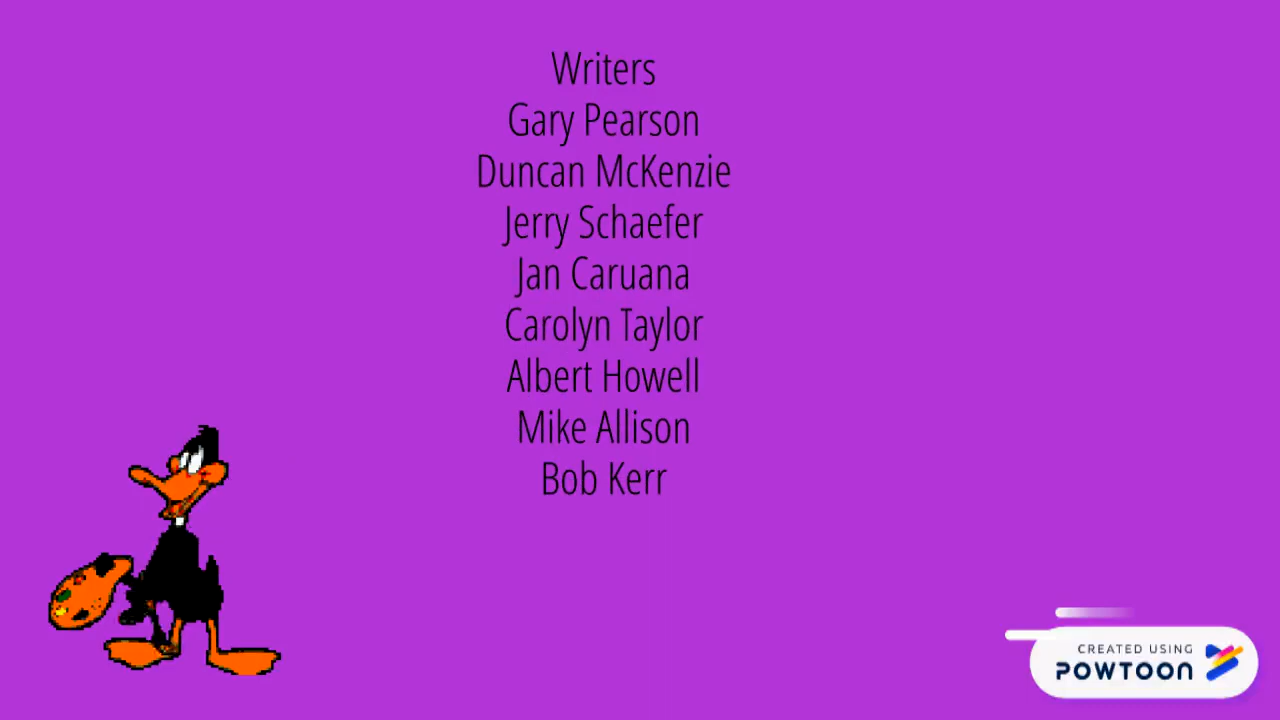 Writers
Gary Pearson
Duncan McKenzie
Jerry Schaefer
Jan Caruana
Carolyn Taylor
Albert Howell
Mike Allison
Bob Kerr
CREATED USING
POWTOON